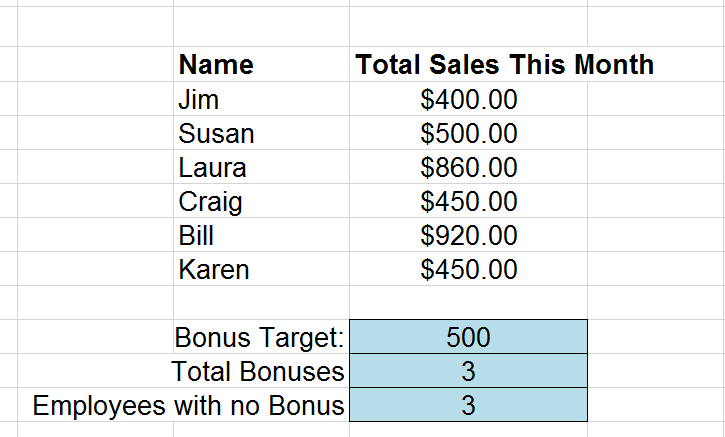 Name Total Sales This Month
Jim $400.00
Susan $500.00
Laura $860.00
Craig $450.00
Bill $920.00
Karen $450.00
Bonus Target: 500
Total Bonuses 3
Employees with no Bonus 3